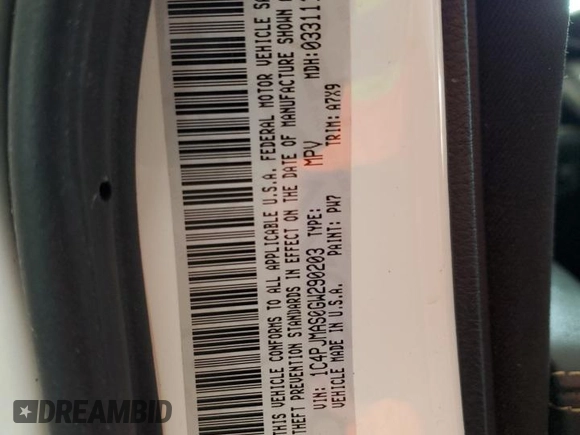 THIS VEHICLE CONFORMS TO ALL APPLICABLE U.S.A. FEDERAL MOTOR VEHICLE
THEFT PREVENTION STANDARDS IN EFFECT ON THE DATE OF MANUFACTURE SHOWN
VIN: 1C4PJMAS0GW290203 TYPE: MPV MDH:03311
VEHICLE MADE IN U.S.A. PAINT: PW7 TRIM: A7X9
DREAMBID